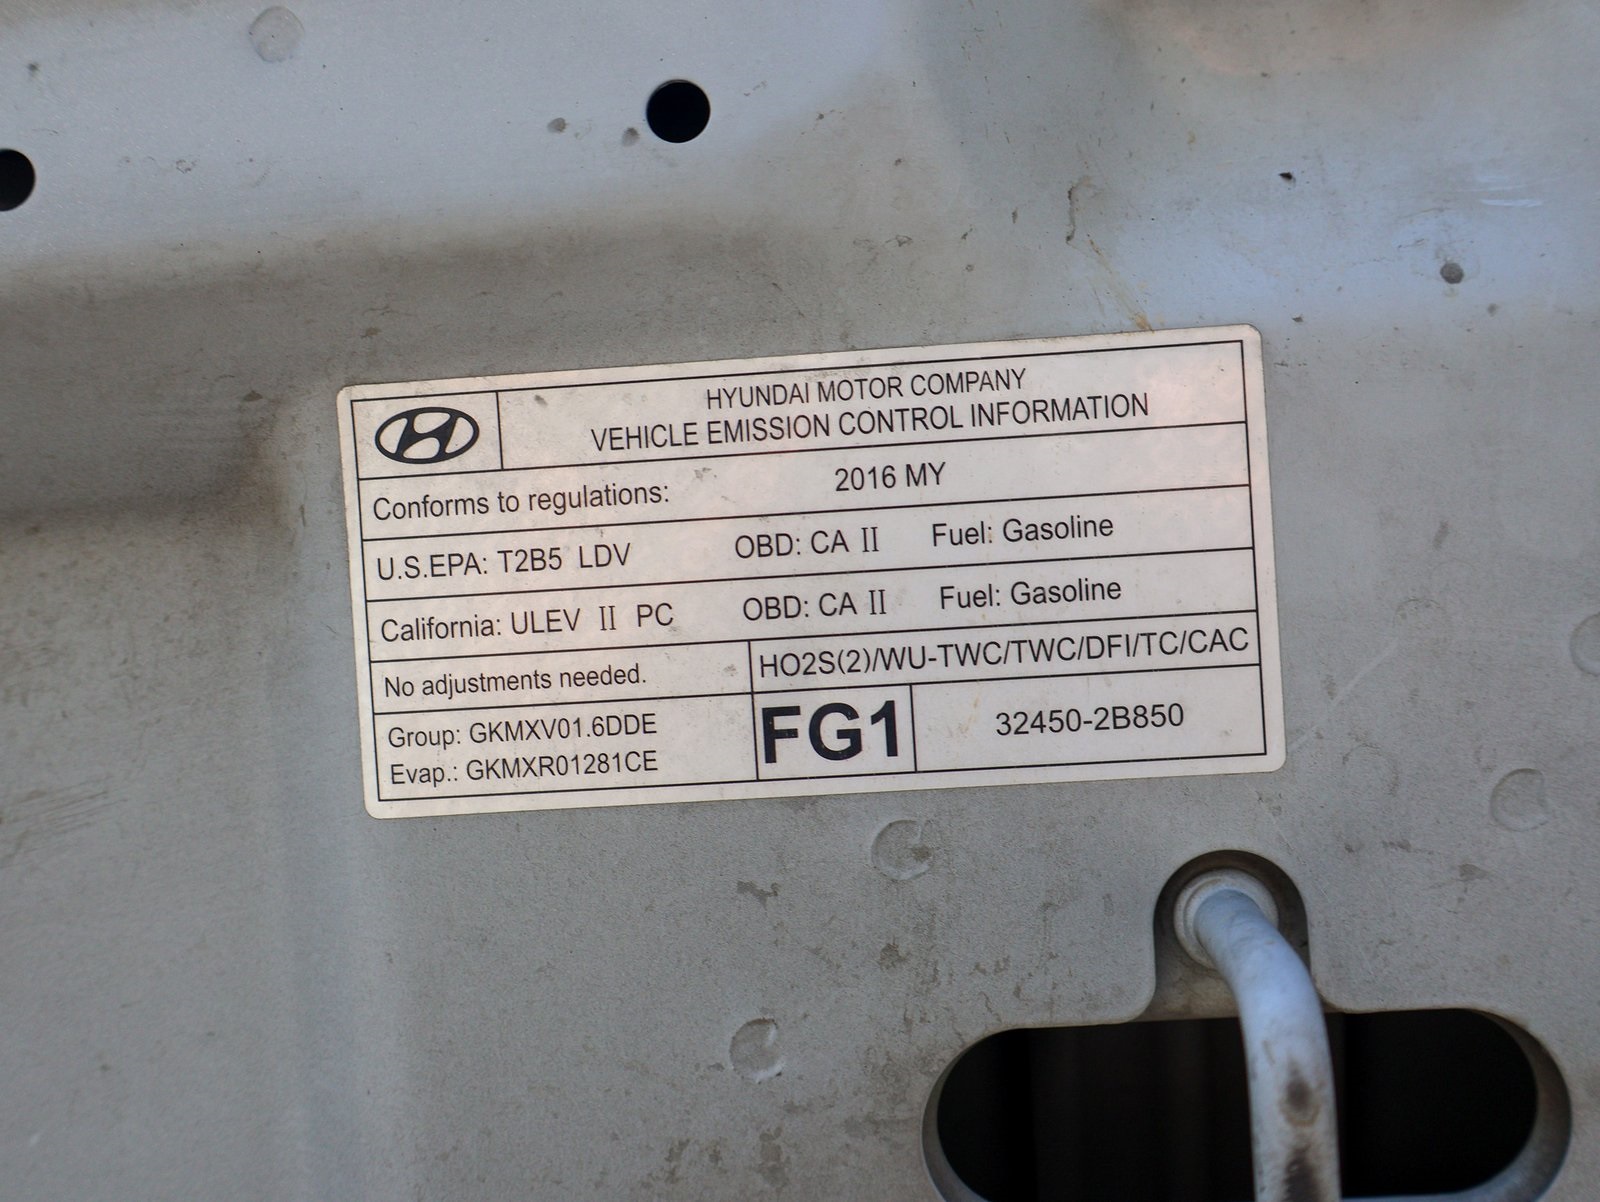 HYUNDAI MOTOR COMPANY
VEHICLE EMISSION CONTROL INFORMATION
Conforms to regulations: 2016 MY
U.S.EPA: T2B5 LDV OBD: CA II Fuel: Gasoline
California: ULEV II PC OBD: CA II Fuel: Gasoline
No adjustments needed. HO2S(2)/WU-TWC/TWC/DFI/TC/CAC
Group: GKMXV01.6DDE
Evap.: GKMXR01281CE
FG1
32450-2B850